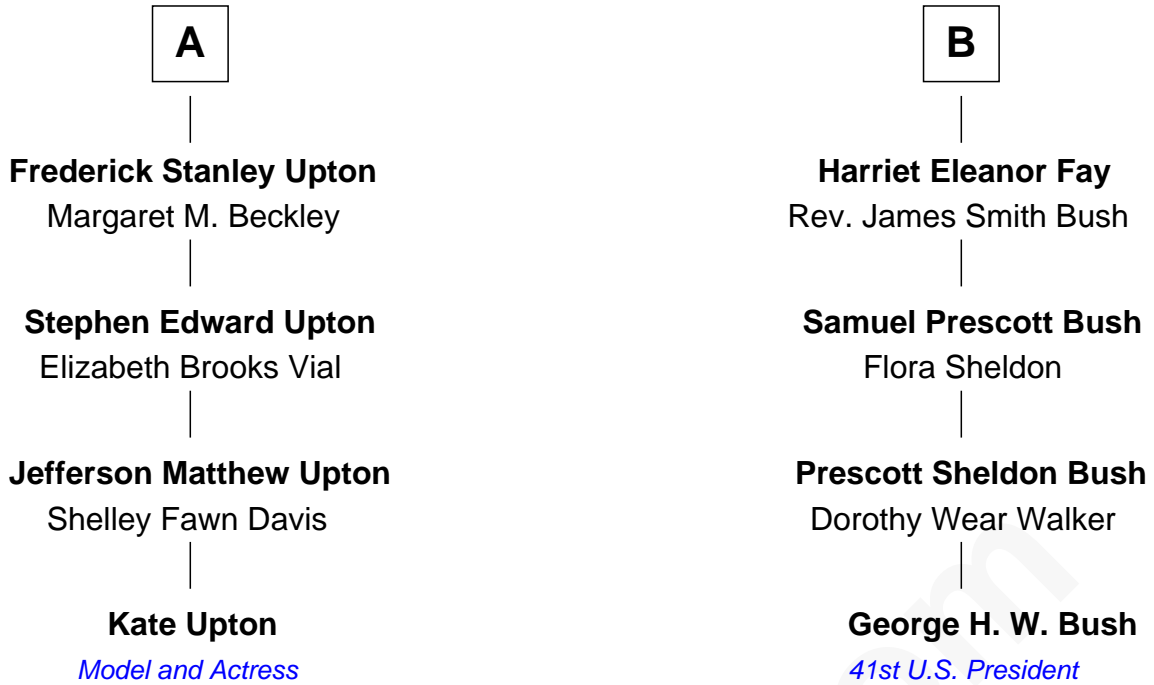 A
Frederick Stanley Upton
Margaret M. Beckley
Stephen Edward Upton
Elizabeth Brooks Vial
Jefferson Matthew Upton
Shelley Fawn Davis
Kate Upton
Model and Actress
B
Harriet Eleanor Fay
Rev. James Smith Bush
Samuel Prescott Bush
Flora Sheldon
Prescott Sheldon Bush
Dorothy Wear Walker
George H. W. Bush
41st U.S. President